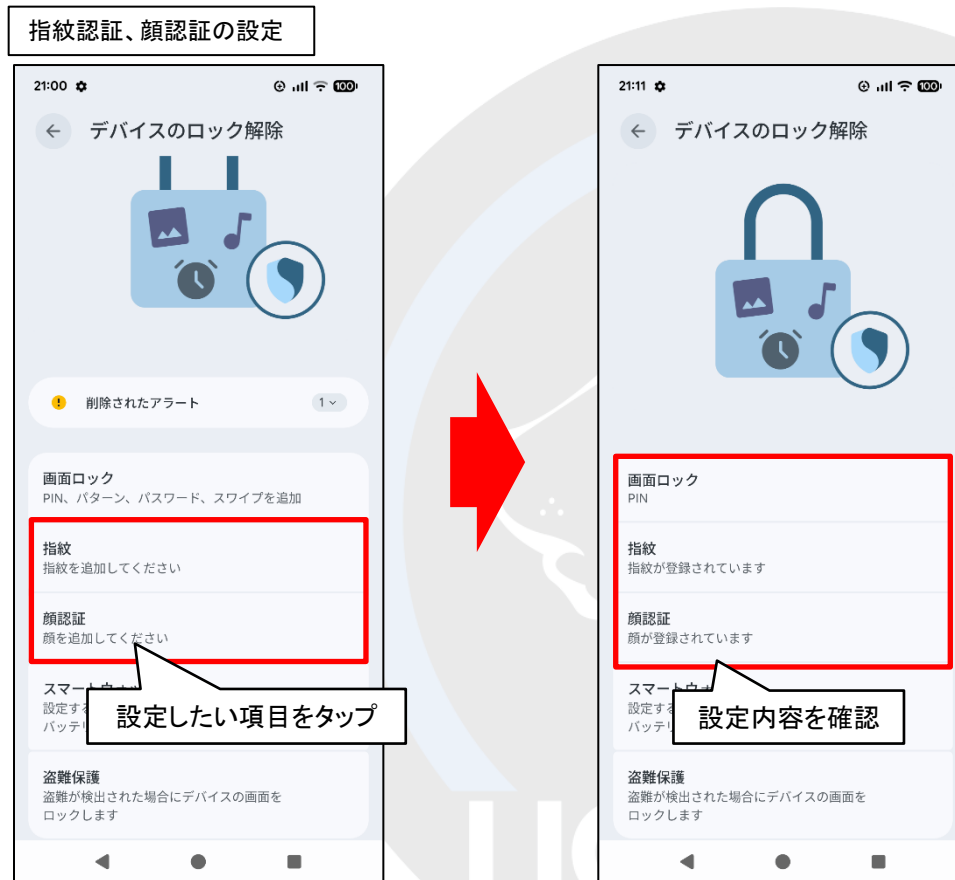 指紋認証、顔認証の設定
21:00
100
デバイスのロック解除
削除されたアラート
1
画面ロック
PIN、パターン、パスワード、スワイプを追加
指紋
指紋を追加してください
顔認証
顔を追加してください
設定したい項目をタップ
盗難保護
盗難が検出された場合にデバイスの画面を
ロックします
21:11
100
デバイスのロック解除
画面ロック
PIN
指紋
指紋が登録されています
顔認証
顔が登録されています
設定内容を確認
盗難保護
盗難が検出された場合にデバイスの画面を
ロックします